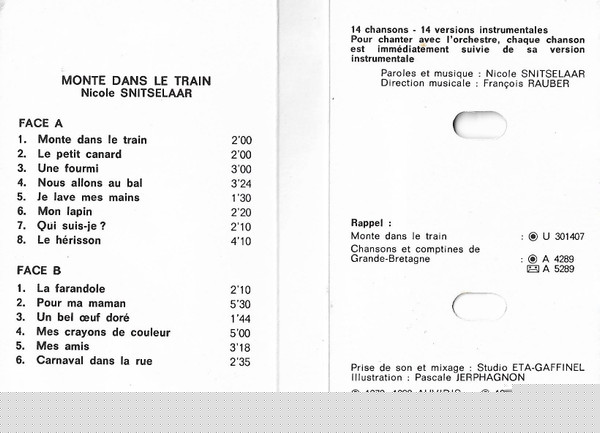 MONTE DANS LE TRAIN
Nicole SNITSELAAR
FACE A
1. Monte dans le train 2'00
2. Le petit canard 2'00
3. Une fourmi 3'00
4. Nous allons au bal 3'24
5. Je lave mes mains 1'30
6. Mon lapin 2'20
7. Qui suis-je ? 2'10
8. Le hérisson 4'10
FACE B
1. La farandole 2'10
2. Pour ma maman 5'30
3. Un bel œuf doré 1'44
4. Mes crayons de couleur 5'00
5. Mes amis 3'18
6. Carnaval dans la rue 2'35
14 chansons - 14 versions instrumentales
Pour chanter avec l'orchestre, chaque chanson
est immédiatement suivie de sa version
instrumentale
Paroles et musique : Nicole SNITSELAAR
Direction musicale : François RAUBER
Rappel :
Monte dans le train : U 301407
Chansons et comptines de
Grande-Bretagne : A 4289
A 5289
Prise de son et mixage : Studio ETA-GAFFINEL
Illustration : Pascale JERPHAGNON